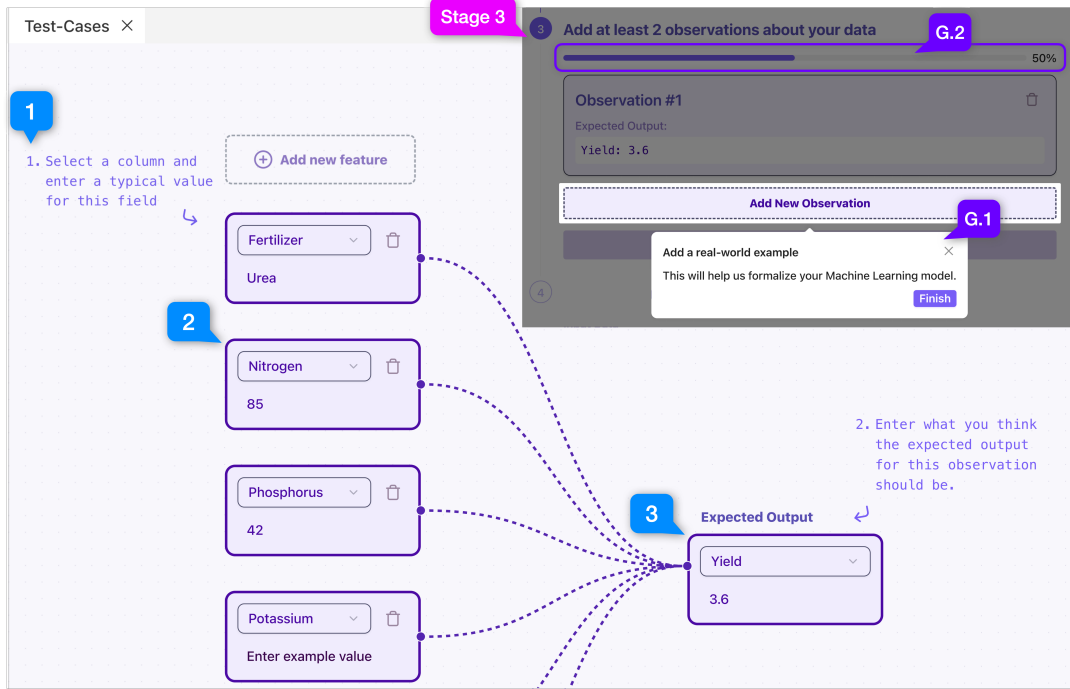 Test-Cases
Stage 3
3
Add at least 2 observations about your data
G.2
50%
Observation #1
Expected Output:
Yield: 3.6
Add New Observation
G.1
Add a real-world example
This will help us formalize your Machine Learning model.
Finish
4
1
1. Select a column and
enter a typical value
for this field
Add new feature
Fertilizer
Urea
2
Nitrogen
85
Phosphorus
42
Potassium
Enter example value
2. Enter what you think
the expected output
for this observation
should be.
3
Expected Output
Yield
3.6